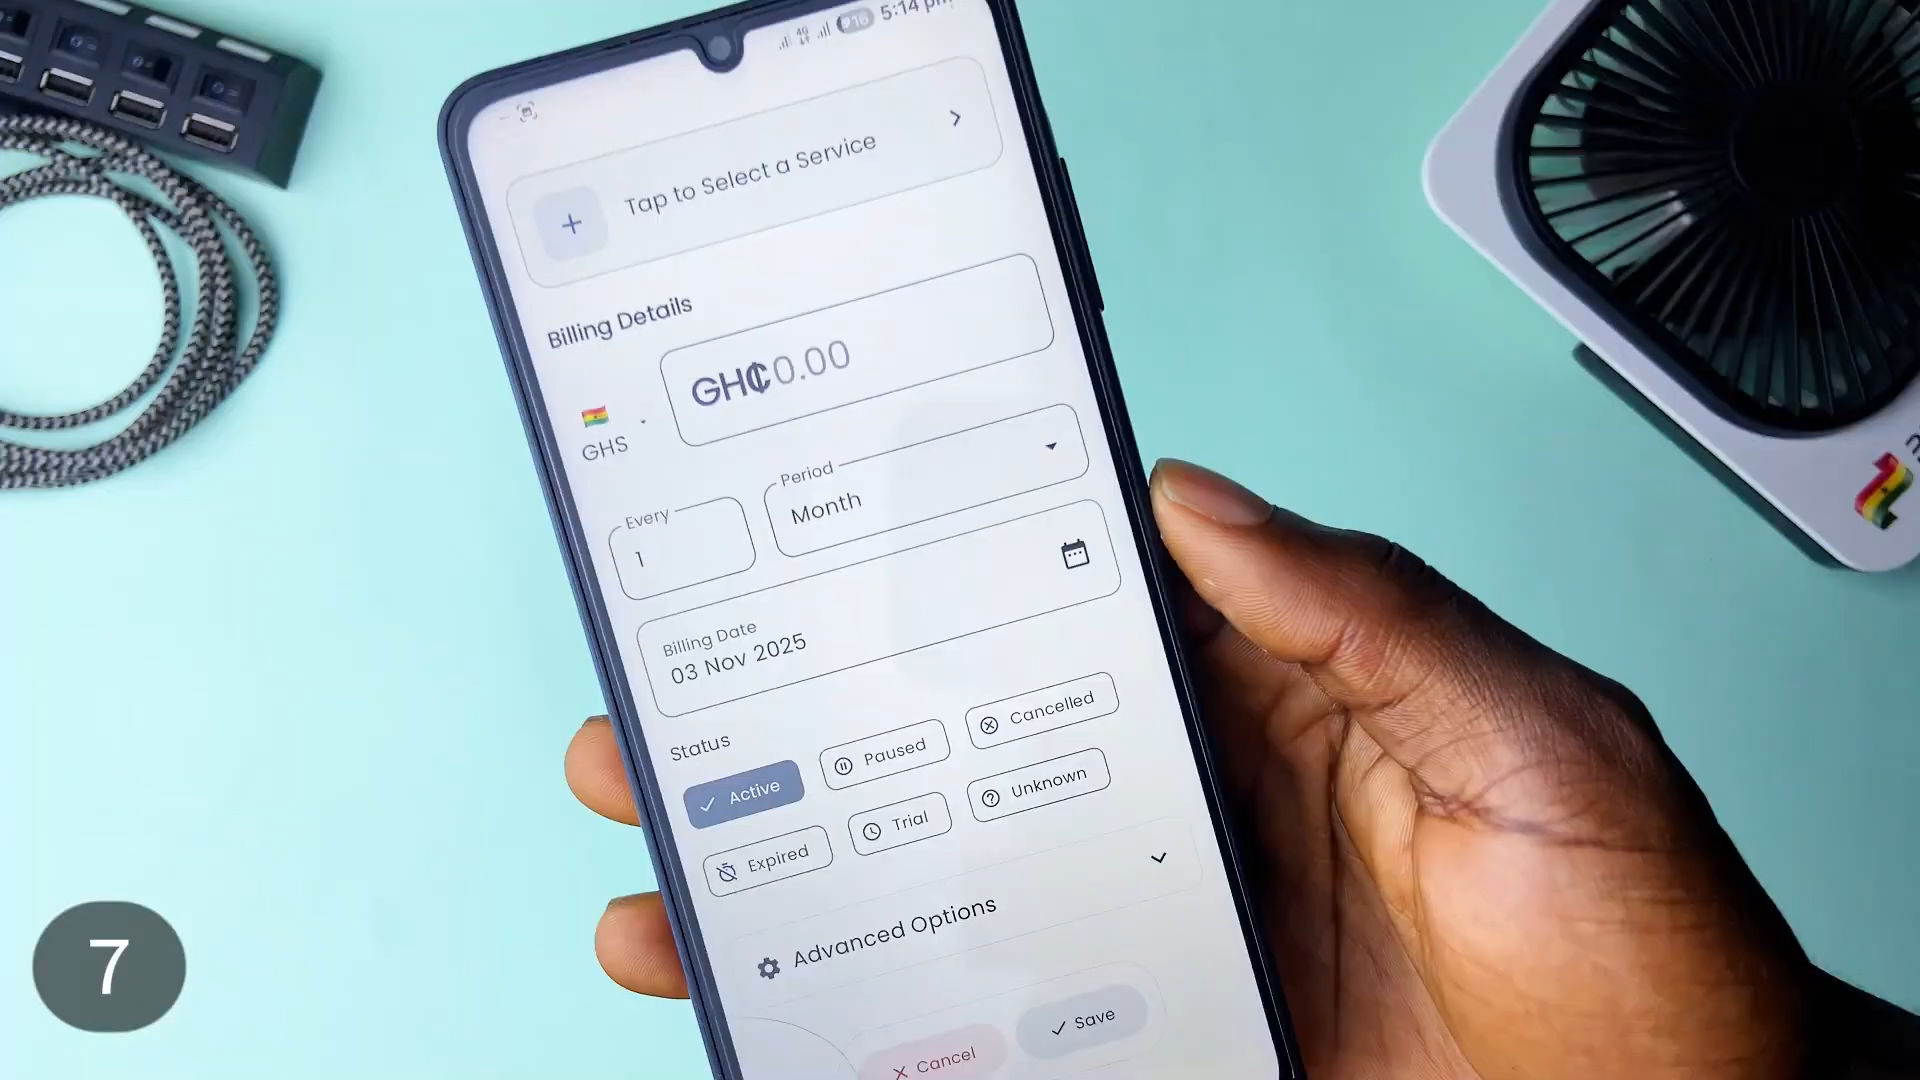 5:14 pm
Tap to Select a Service
Billing Details
GH₵0.00
GHS
Every
1
Period
Month
Billing Date
03 Nov 2025
Status
Active
Paused
Cancelled
Expired
Trial
Unknown
Advanced Options
Cancel
Save
7